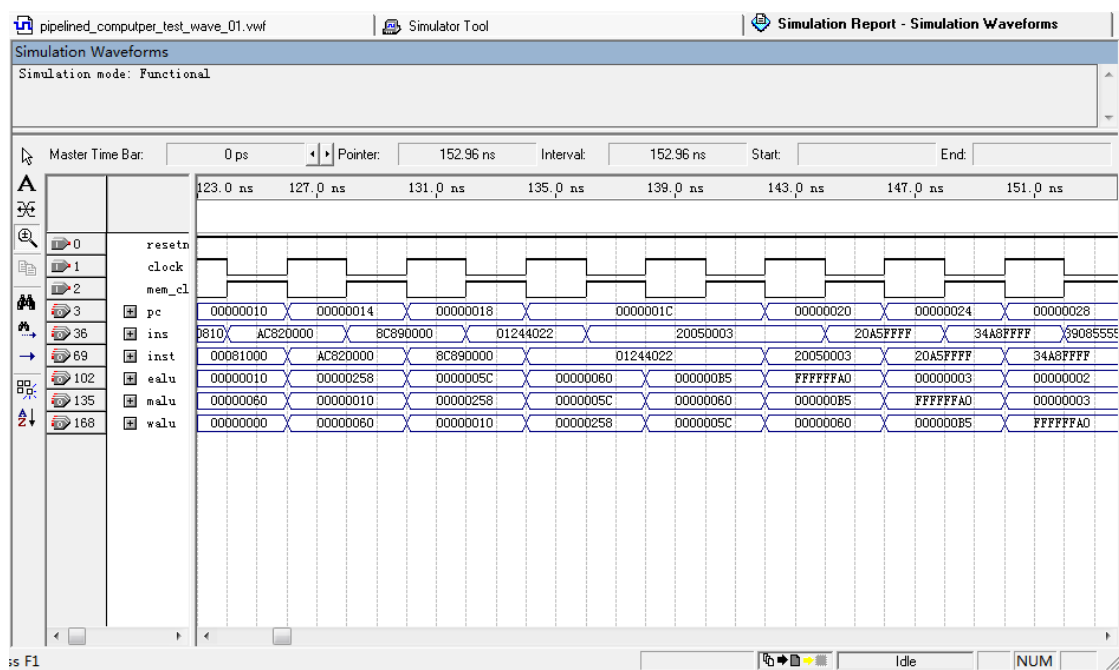 pipelined_computper_test_wave_01.vwf Simulator Tool Simulation Report - Simulation Waveforms
Simulation Waveforms
Simulation mode: Functional
Master Time Bar: 0 ps Pointer: 152.96 ns Interval: 152.96 ns Start: End:
123.0 ns 127.0 ns 131.0 ns 135.0 ns 139.0 ns 143.0 ns 147.0 ns 151.0 ns
0 resetn
1 clock
2 mem_cl
3 pc 00000010 00000014 00000018 0000001C 00000020 00000024 00000028
36 ins 0810 AC820000 8C890000 01244022 20050003 20A5FFFF 34A8FFFF 39085555
69 inst 00081000 AC820000 8C890000 01244022 20050003 20A5FFFF 34A8FFFF
102 ealu 00000010 00000258 0000005C 00000060 000000B5 FFFFFFA0 00000003 00000002
135 malu 00000060 00000010 00000258 0000005C 00000060 000000B5 FFFFFFA0 00000003
168 walu 00000000 00000060 00000010 00000258 0000005C 00000060 000000B5 FFFFFFA0
ss F1 Idle NUM